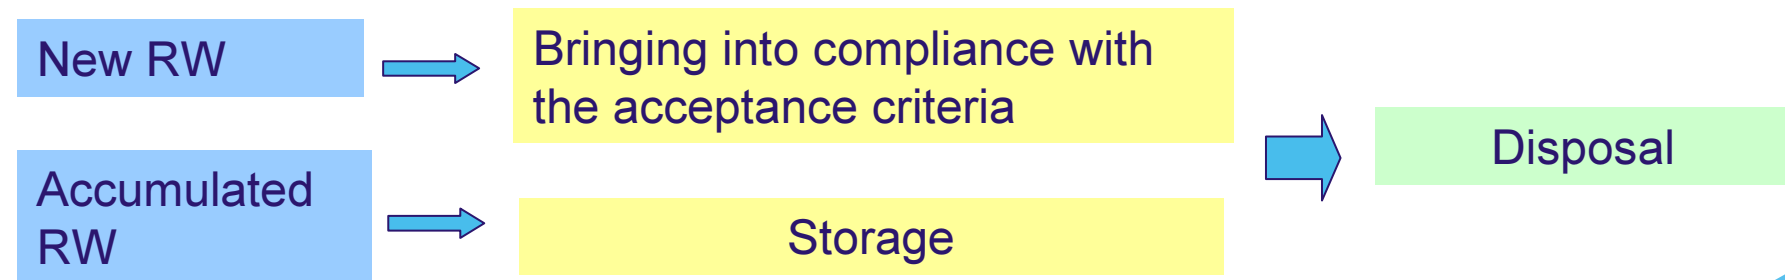 New RW
Bringing into compliance with
the acceptance criteria
Disposal
Accumulated
RW
Storage